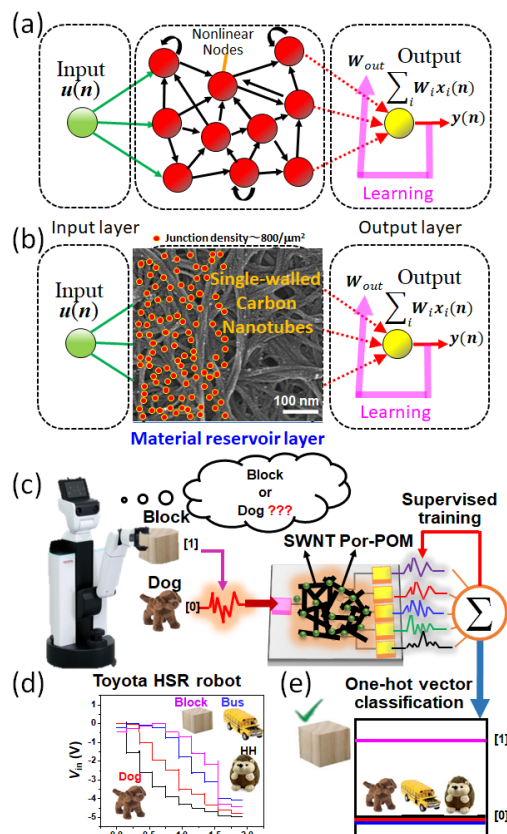 (a)
Nonlinear
Nodes
Input
u(n)
W_out
Output
∑_i W_i x_i(n)
y(n)
Learning
(b)
Input layer
Junction density~800/μm²
Output layer
Input
u(n)
Single-walled
Carbon
Nanotubes
100 nm
W_out
Output
∑_i W_i x_i(n)
y(n)
Learning
Material reservoir layer
(c)
Block
or
Dog ???
Block
[1]
Dog
[0]
SWNT Por-POM
Supervised
training
Σ
(d)
Toyota HSR robot
Block
Bus
HH
Dog
V_in (V)
0
-1
-2
-3
-4
-5
(e)
One-hot vector
classification
[1]
[0]